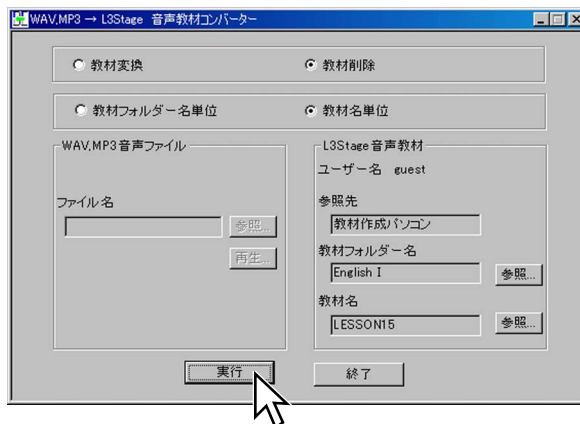 WAV,MP3 → L3Stage 音声教材コンバーター
教材変換 教材削除
教材フォルダー名単位 教材名単位
WAV,MP3音声ファイル
ファイル名
参照...
再生...
L3Stage音声教材
ユーザー名 guest
参照先
教材作成パソコン
教材フォルダー名
English I 参照...
教材名
LESSON15 参照...
実行 終了